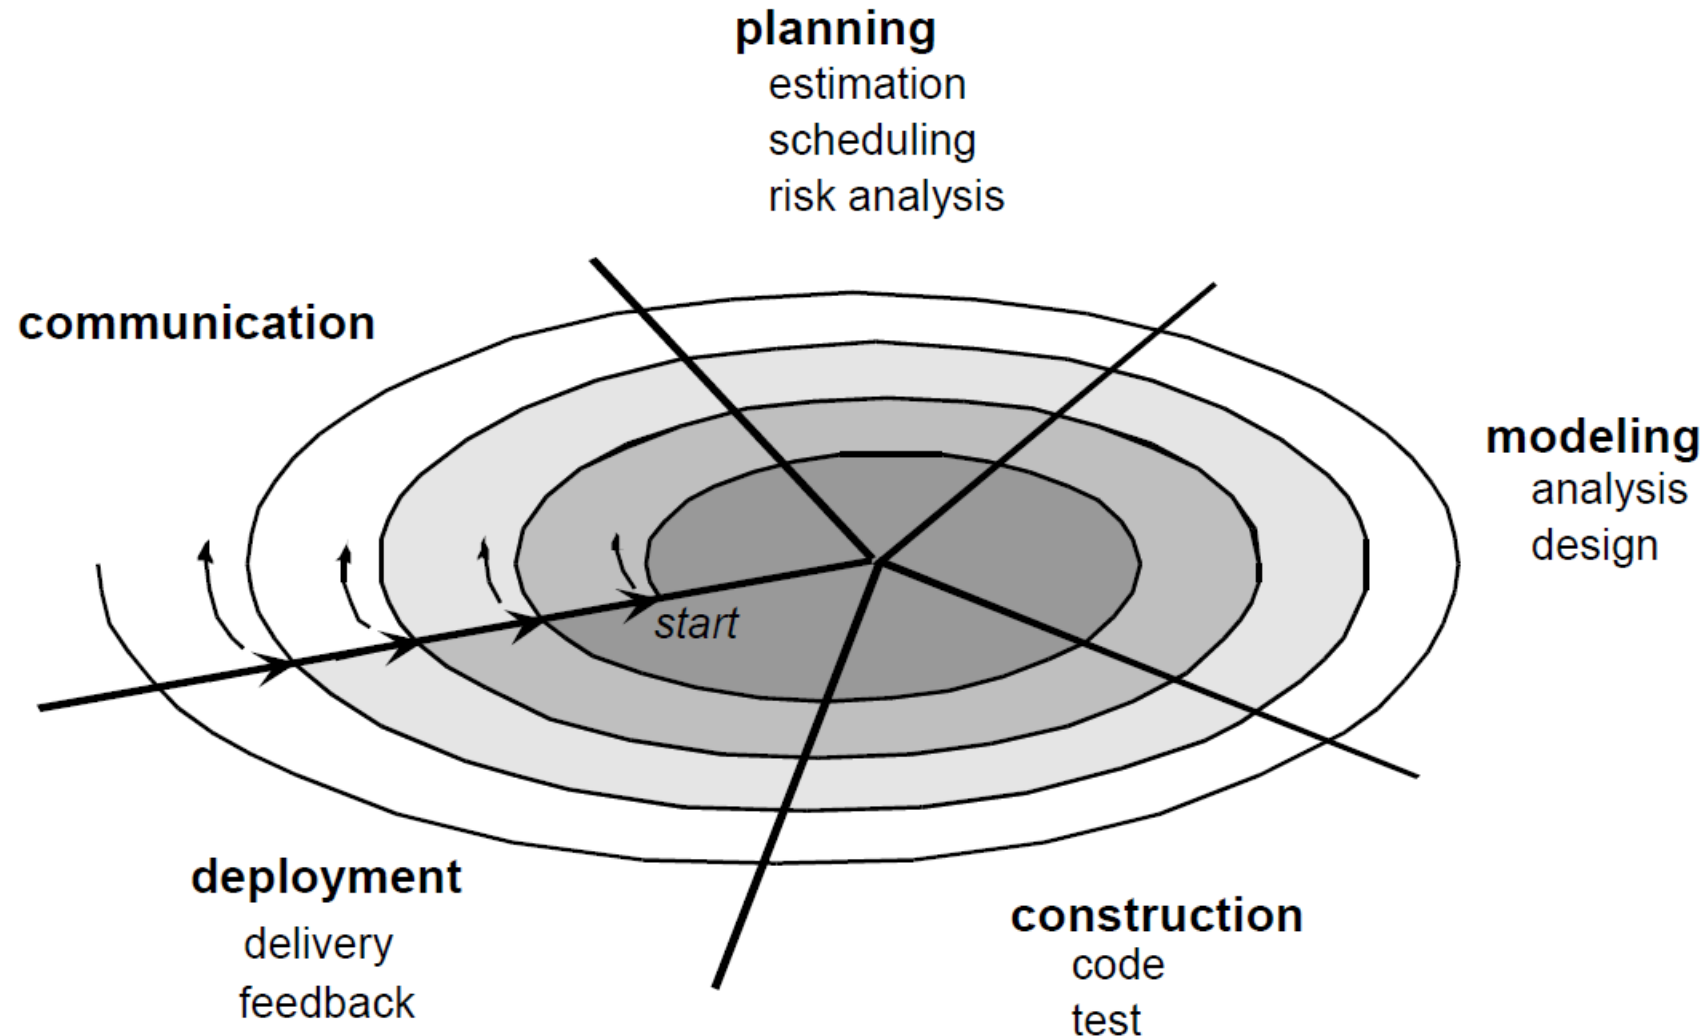 planning
estimation
scheduling
risk analysis
communication
modeling
analysis
design
start
deployment
delivery
feedback
construction
code
test